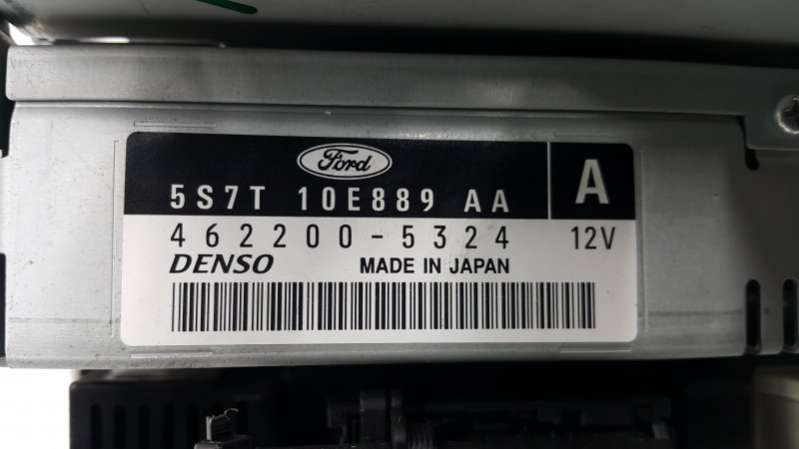 Ford
5S7T 10E889 AA A
462200-5324 12V
DENSO MADE IN JAPAN